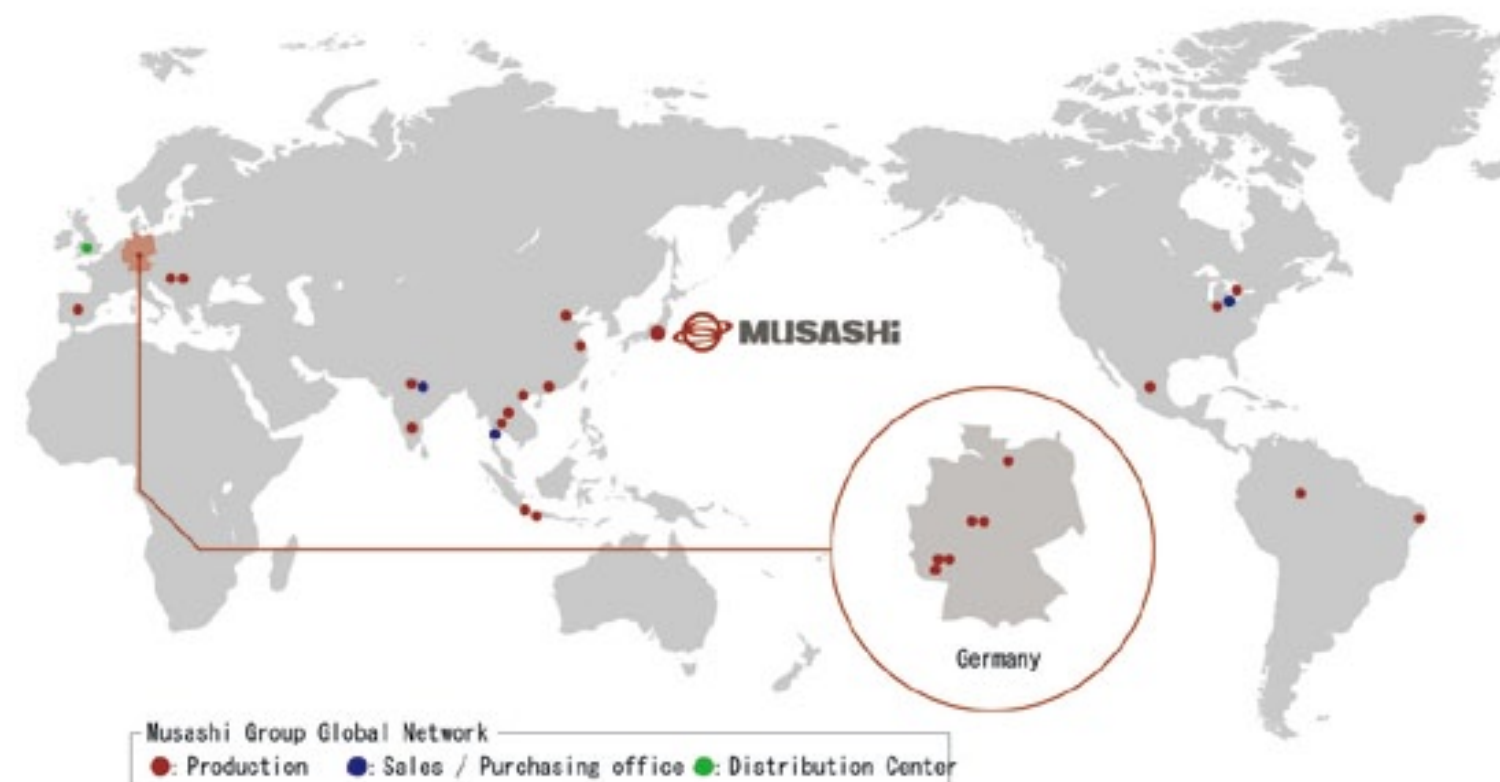 MUSASHi
Germany
Musashi Group Global Network
: Production : Sales / Purchasing office : Distribution Center